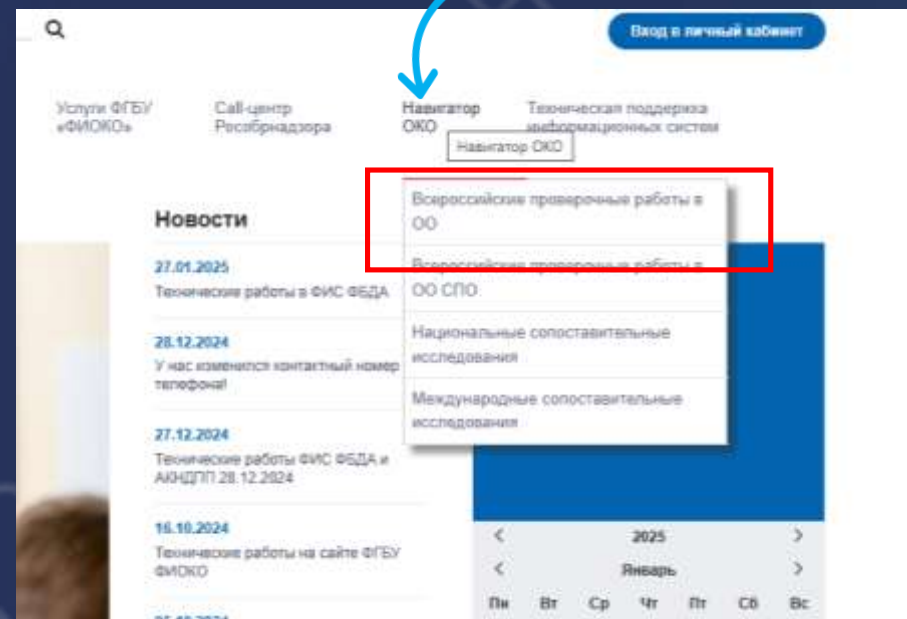 Вход в личный кабинет
Услуги ФГБУ
«ФИОКО»
Call-центр
Рособрнадзора
Навигатор
ОКО
Техническая поддержка
информационных систем
Навигатор ОКО
Всероссийские проверочные работы в
ОО
Всероссийские проверочные работы в
ОО СПО
Национальные сопоставительные
исследования
Международные сопоставительные
исследования
Новости
27.01.2025
Технические работы в ФИС ФБДА
28.12.2024
У нас изменился контактный номер
телефона!
27.12.2024
Технические работы ФИС ФБДА и
АКНДПП 28.12.2024
16.10.2024
Технические работы на сайте ФГБУ
ФИОКО
2025
Январь
Пн Вт Ср Чт Пт Сб Вс